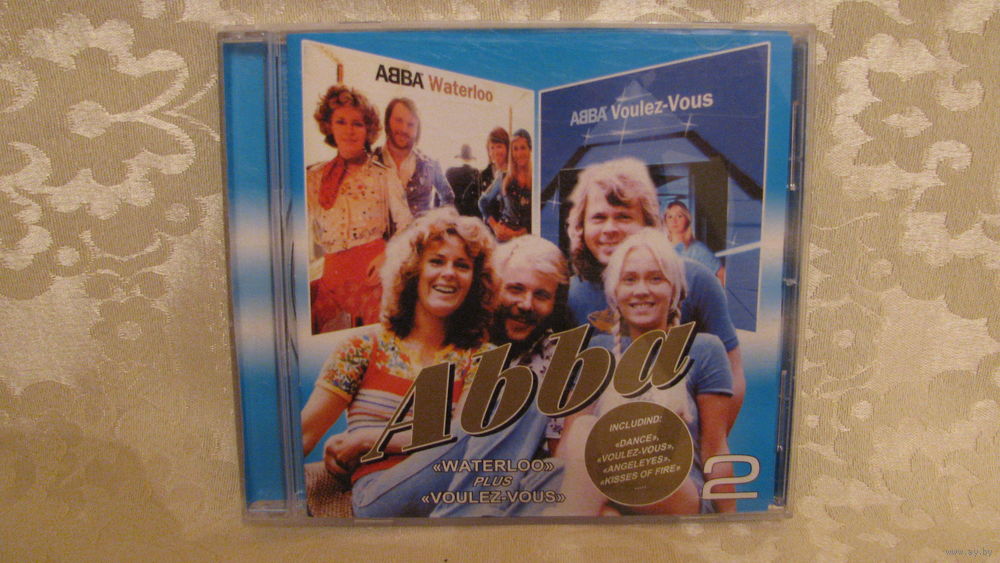 ABBA Waterloo
ABBA Voulez-Vous
Abba
«WATERLOO»
PLUS
«VOULEZ-VOUS»
INCLUDIND:
«DANCE»,
«VOULEZ-VOUS»,
«ANGELEYES»,
«KISSES OF FIRE»
.....
2
www.ay.by